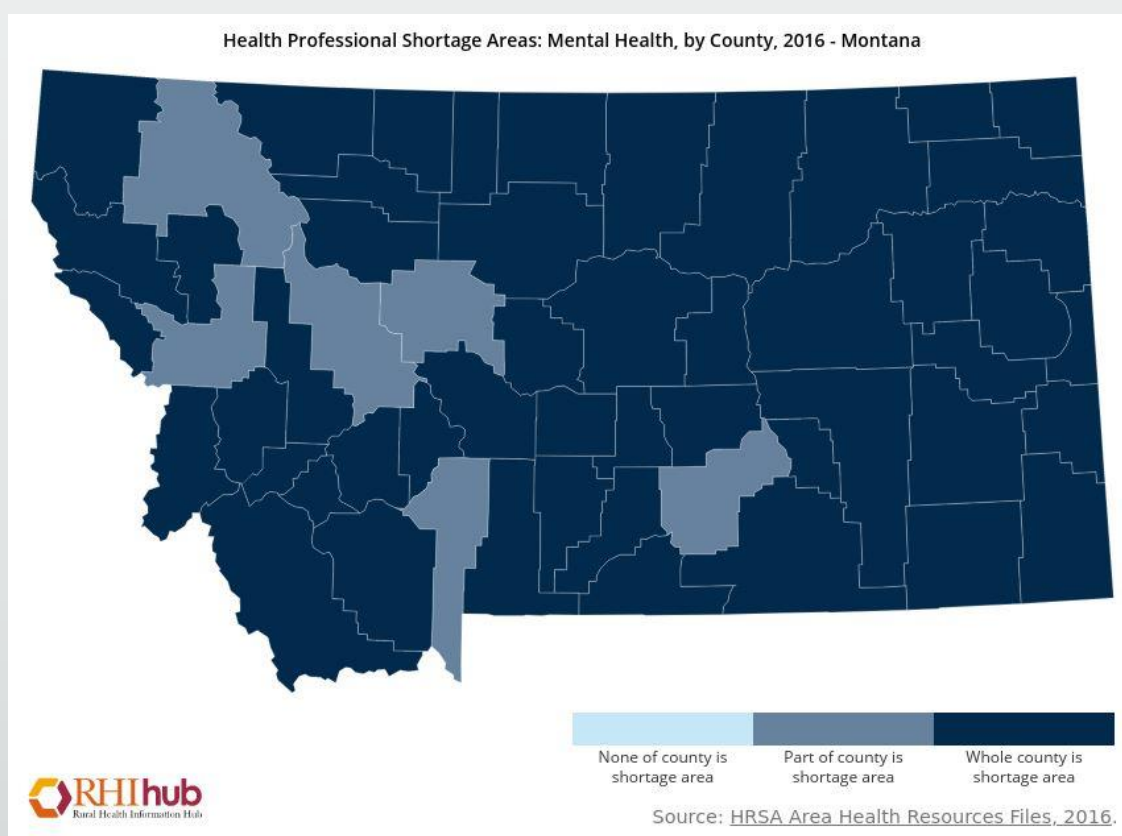 Health Professional Shortage Areas: Mental Health, by County, 2016 - Montana
None of county is
shortage area
Part of county is
shortage area
Whole county is
shortage area
RHIhub
Rural Health Information Hub
Source: HRSA Area Health Resources Files, 2016.